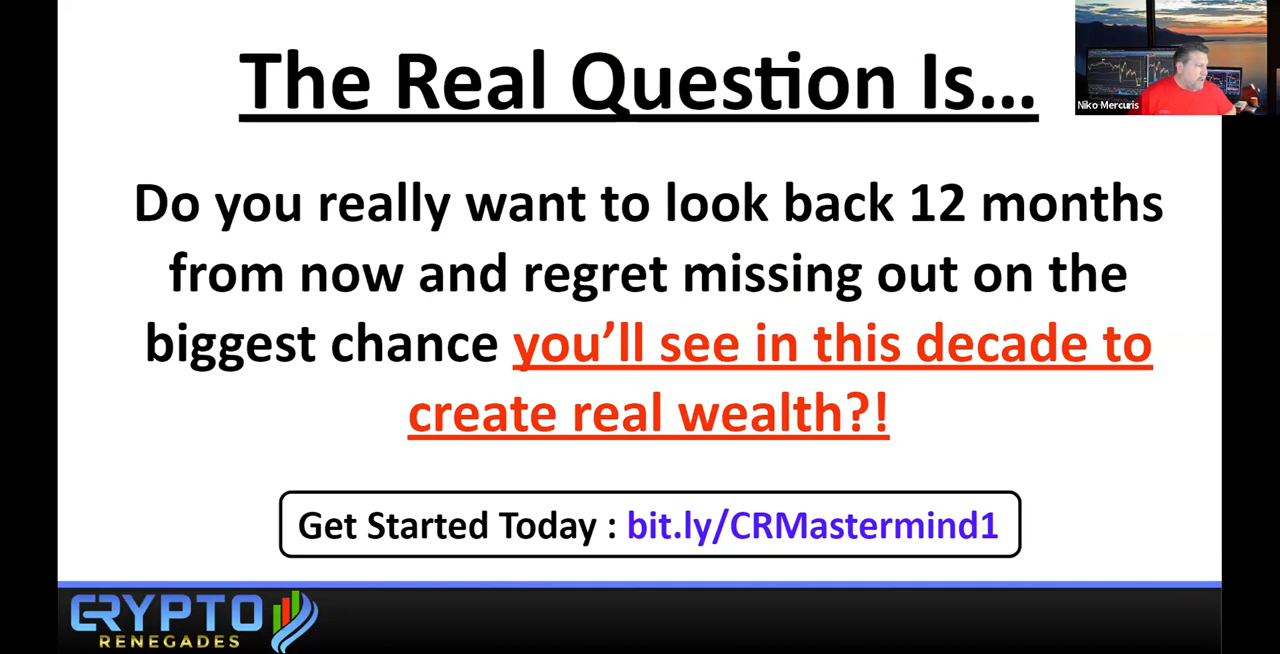 The Real Question Is...
Niko Mercuris
Do you really want to look back 12 months
from now and regret missing out on the
biggest chance you'll see in this decade to
create real wealth?!
Get Started Today : bit.ly/CRMastermind1
CRYPTO
RENEGADES